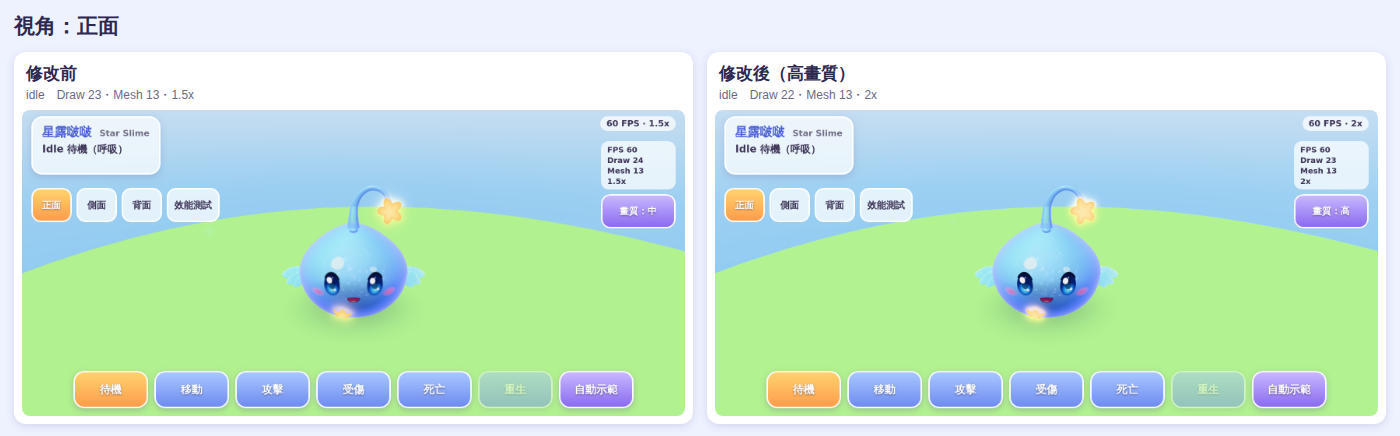 視角：正面
修改前
idle Draw 23・Mesh 13・1.5x
星露啵啵 Star Slime
Idle 待機（呼吸）
60 FPS · 1.5x
FPS 60
Draw 24
Mesh 13
1.5x
正面 側面 背面 效能測試
畫質：中
待機 移動 攻擊 受傷 死亡 重生 自動示範
修改後（高畫質）
idle Draw 22・Mesh 13・2x
星露啵啵 Star Slime
Idle 待機（呼吸）
60 FPS · 2x
FPS 60
Draw 23
Mesh 13
2x
正面 側面 背面 效能測試
畫質：高
待機 移動 攻擊 受傷 死亡 重生 自動示範